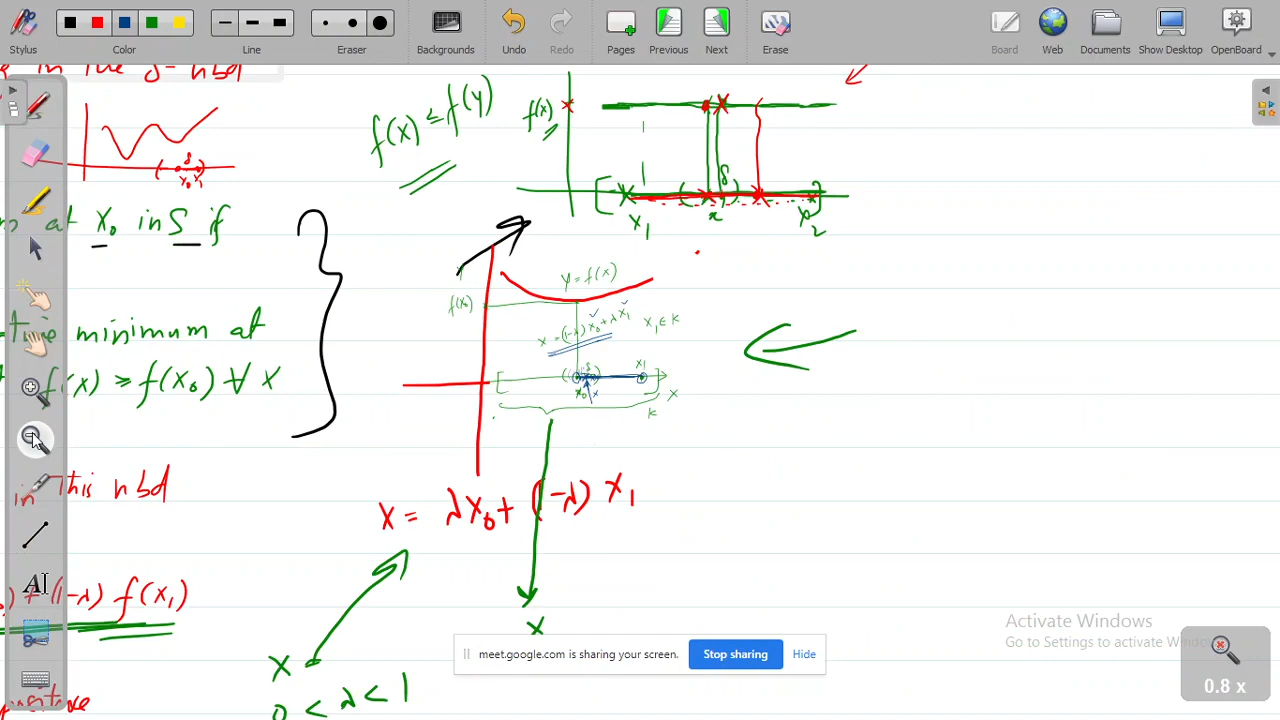 Stylus
Color
Line
Eraser
Backgrounds
Undo
Redo
Pages
Previous
Next
Erase
Board
Web
Documents
Show Desktop
OpenBoard
in the δ-nbd
f(x) ≤ f(y)
f(x)
δ
x0 x1
x1
x
x2
δ
at x0 in S if
y = f(x)
f(x0)
x = (1-λ) x0 + λ x1
x1 ∈ K
minimum at
f(x) ≥ f(x0) ∀ x
δ
x1
x0
x
x
K
in This nbd
x = λx0 + (1-λ) x1
f(1-λ) f(x1)
x
x
0 < λ < 1
meet.google.com is sharing your screen.
Stop sharing
Hide
Activate Windows
Go to Settings to activate Windows.
0.8 x